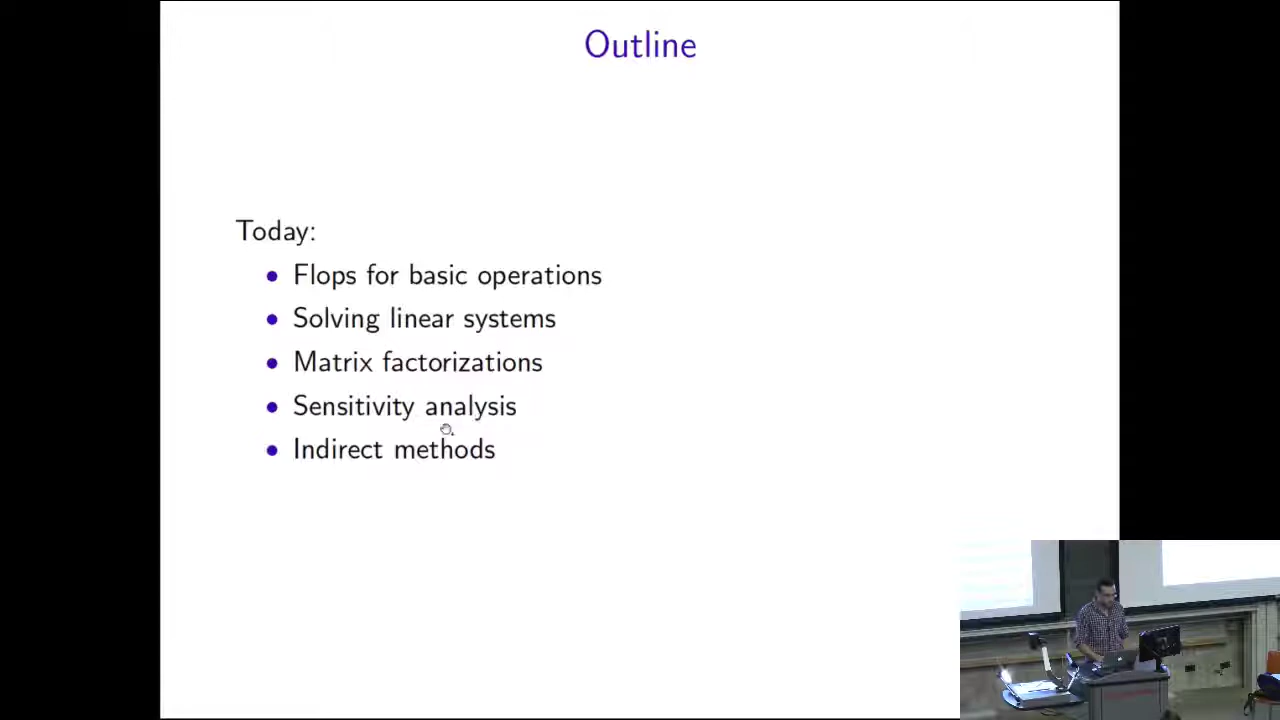 Outline
Today:
Flops for basic operations
Solving linear systems
Matrix factorizations
Sensitivity analysis
Indirect methods